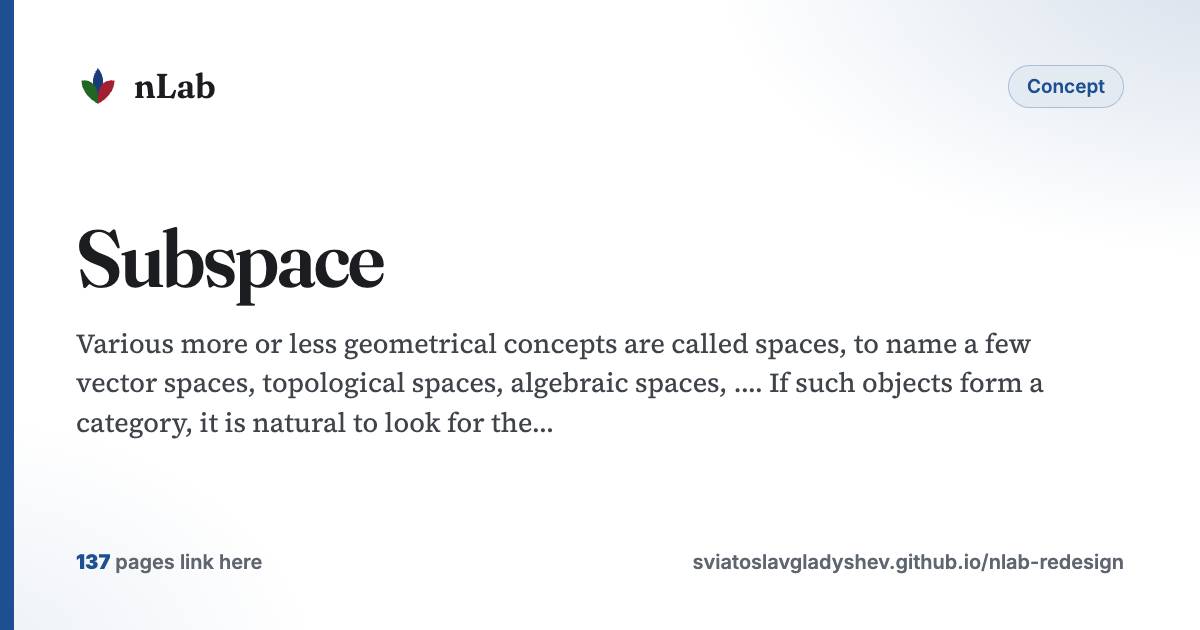 nLab
Concept
Subspace
Various more or less geometrical concepts are called spaces, to name a few
vector spaces, topological spaces, algebraic spaces, .... If such objects form a
category, it is natural to look for the...
137 pages link here
sviatoslavgladyshev.github.io/nlab-redesign